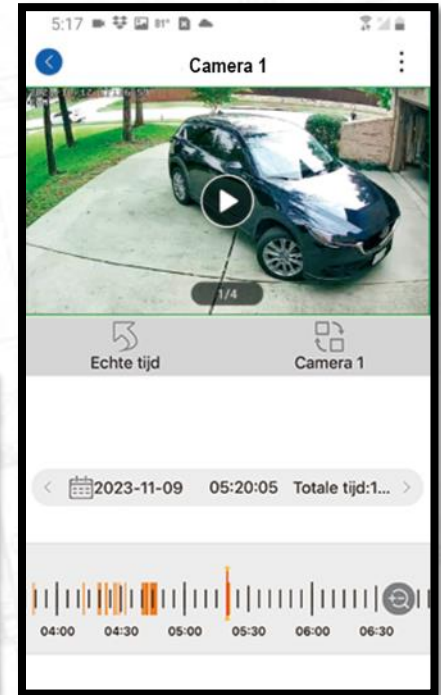 5:17 81°
Camera 1
1/4
Echte tijd Camera 1
2023-11-09 05:20:05 Totale tijd:1...
04:00 04:30 05:00 05:30 06:00 06:30